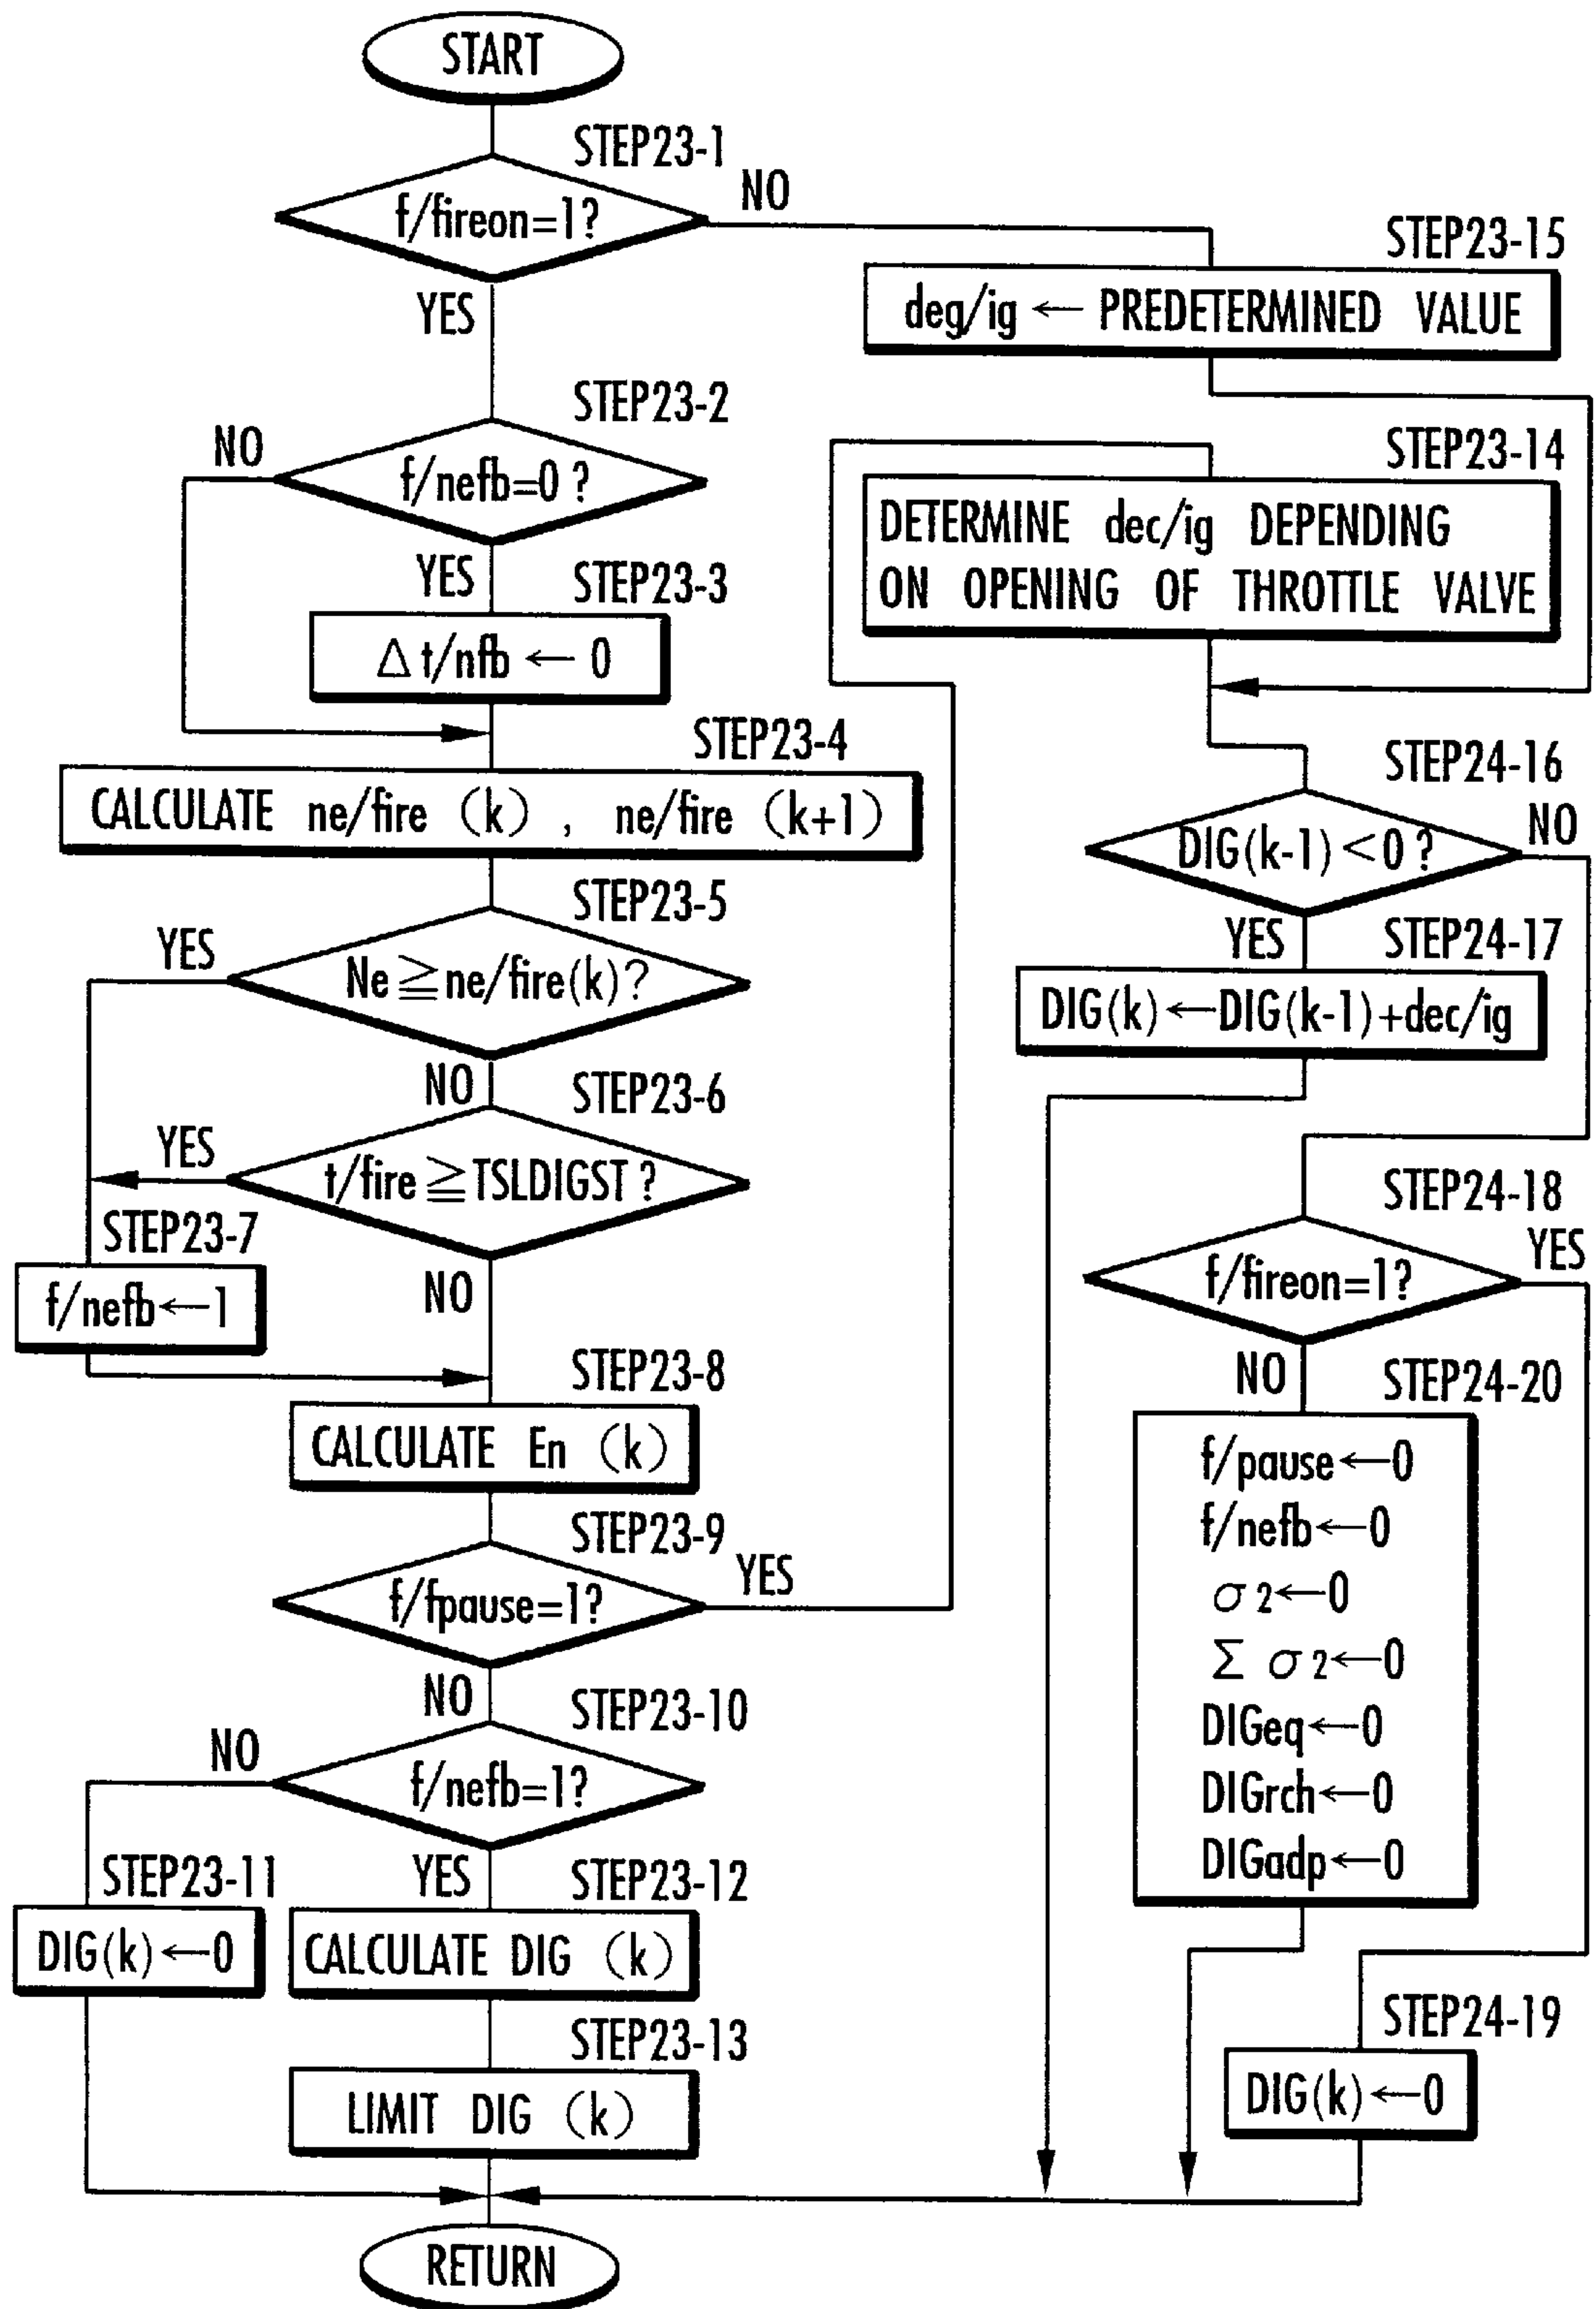 START
STEP23-1
f/fireon=1?
NO
YES
STEP23-2
NO
f/nefb=0 ?
YES
STEP23-3
Δ t/nfb ← 0
STEP23-4
CALCULATE ne/fire (k) , ne/fire (k+1)
STEP23-5
YES
Ne ≧ ne/fire(k)?
NO
STEP23-6
YES
t/fire ≧ TSLDIGST ?
STEP23-7
NO
f/nefb←1
STEP23-8
CALCULATE En (k)
STEP23-9
YES
f/fpause=1?
NO
STEP23-10
NO
f/nefb=1?
STEP23-11
YES
STEP23-12
DIG(k)←0
CALCULATE DIG (k)
STEP23-13
LIMIT DIG (k)
RETURN
STEP23-15
deg/ig ← PREDETERMINED VALUE
STEP23-14
DETERMINE dec/ig DEPENDING
ON OPENING OF THROTTLE VALVE
STEP24-16
NO
DIG(k-1) <0 ?
YES
STEP24-17
DIG(k)←DIG(k-1)+dec/ig
STEP24-18
YES
f/fireon=1?
NO
STEP24-20
f/pause←0
f/nefb←0
σ 2←0
Σ σ 2←0
DIGeq←0
DIGrch←0
DIGadp←0
STEP24-19
DIG(k)←0